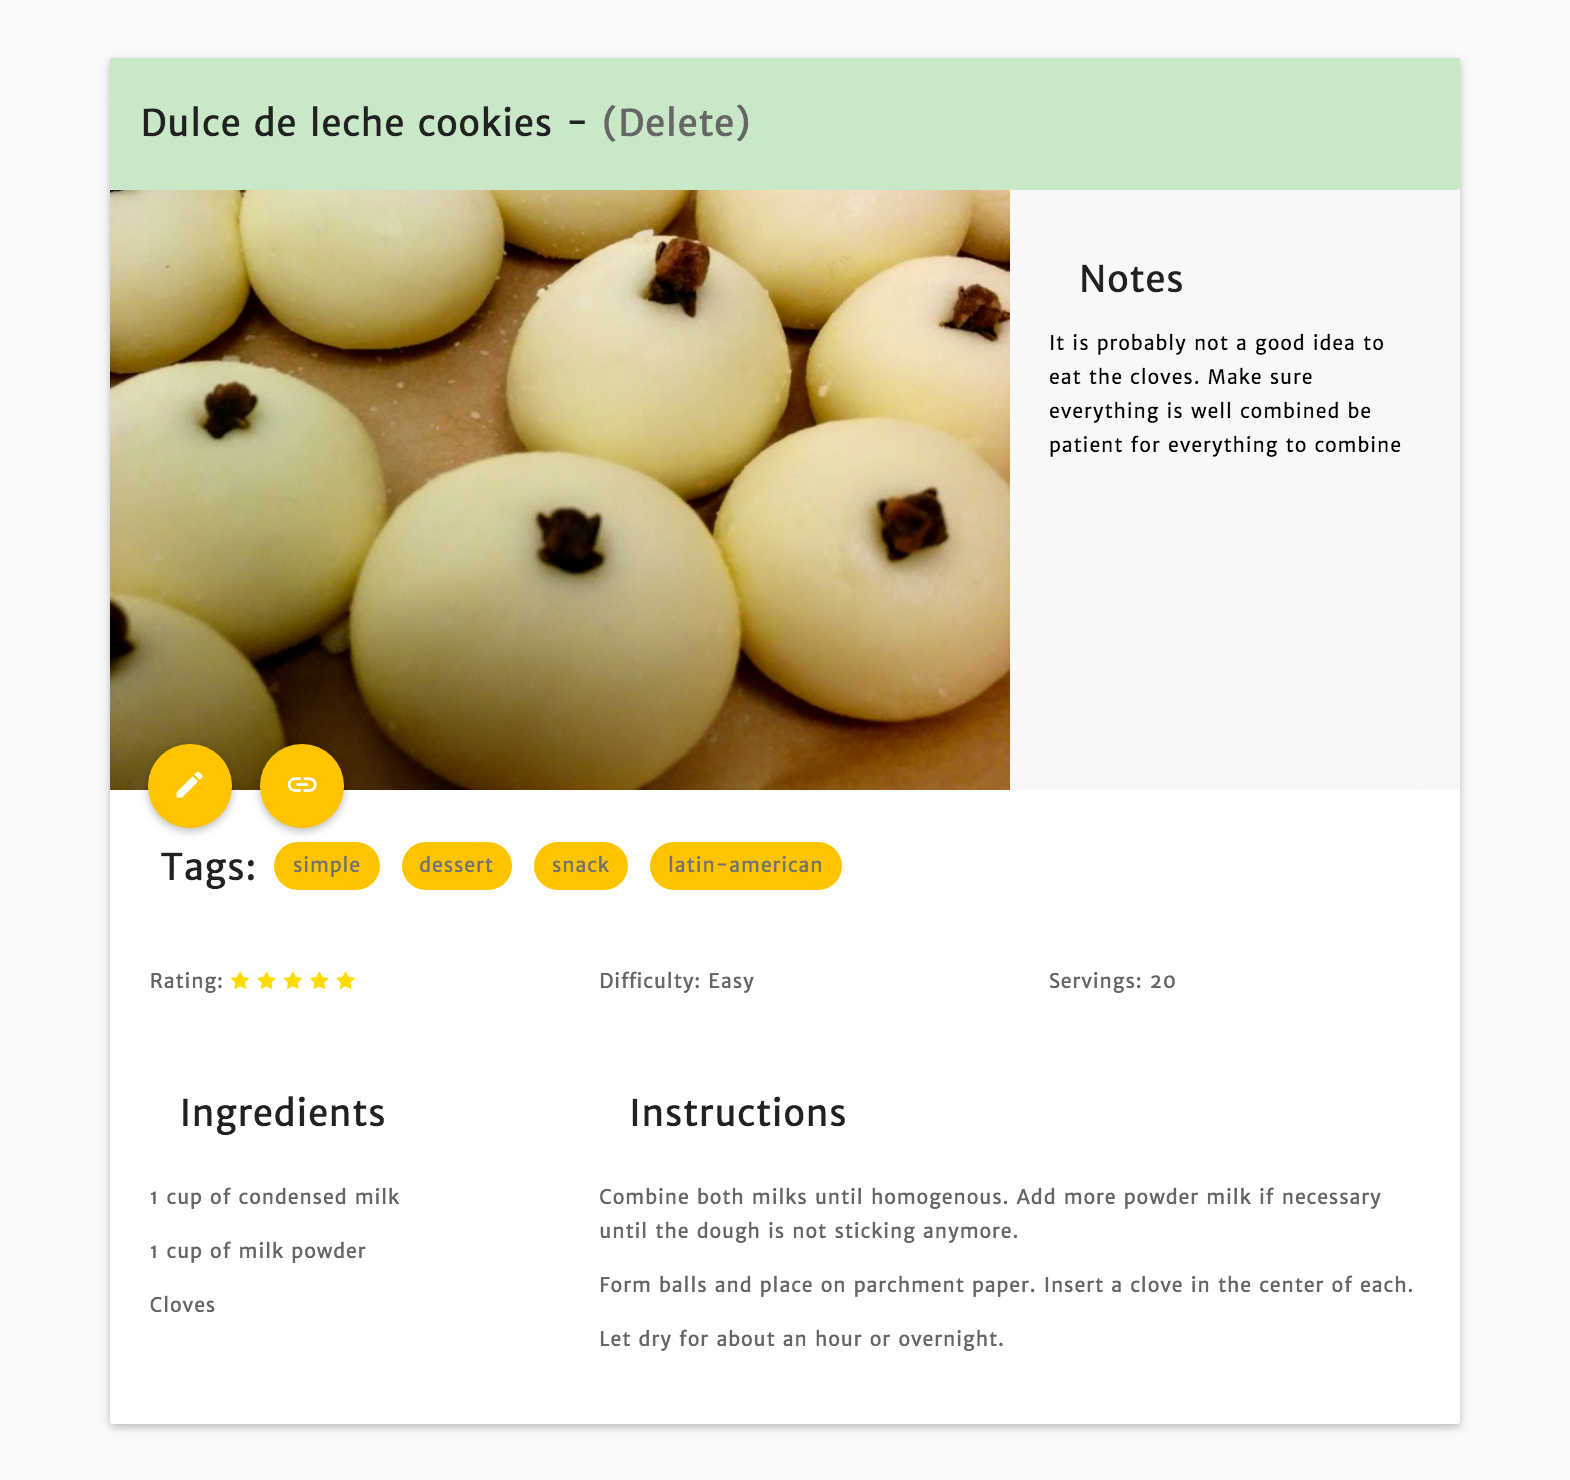 Dulce de leche cookies - (Delete)
Notes
It is probably not a good idea to
eat the cloves. Make sure
everything is well combined be
patient for everything to combine
Tags: simple dessert snack latin-american
Rating: ★ ★ ★ ★ ★ Difficulty: Easy Servings: 20
Ingredients
1 cup of condensed milk
1 cup of milk powder
Cloves
Instructions
Combine both milks until homogenous. Add more powder milk if necessary
until the dough is not sticking anymore.
Form balls and place on parchment paper. Insert a clove in the center of each.
Let dry for about an hour or overnight.